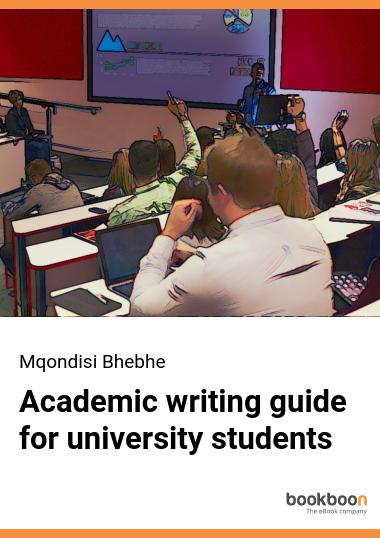 Mqondisi Bhebhe
Academic writing guide
for university students
bookboon
The eBook company